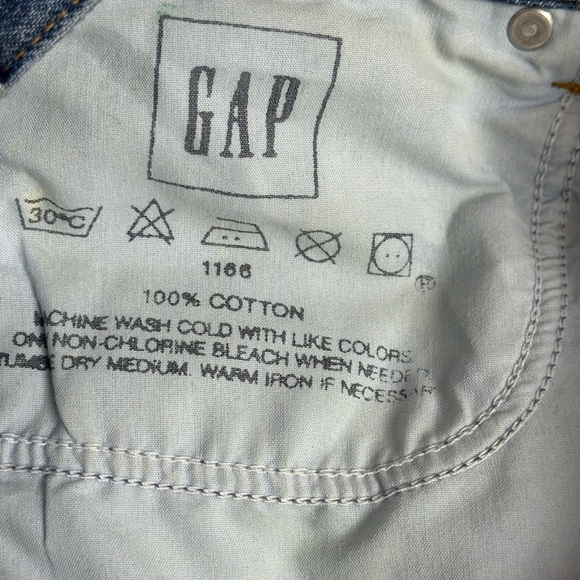 GAP
30°C
1166
100% COTTON
MACHINE WASH COLD WITH LIKE COLORS.
ONLY NON-CHLORINE BLEACH WHEN NEEDED.
TUMBLE DRY MEDIUM. WARM IRON IF NECESSARY